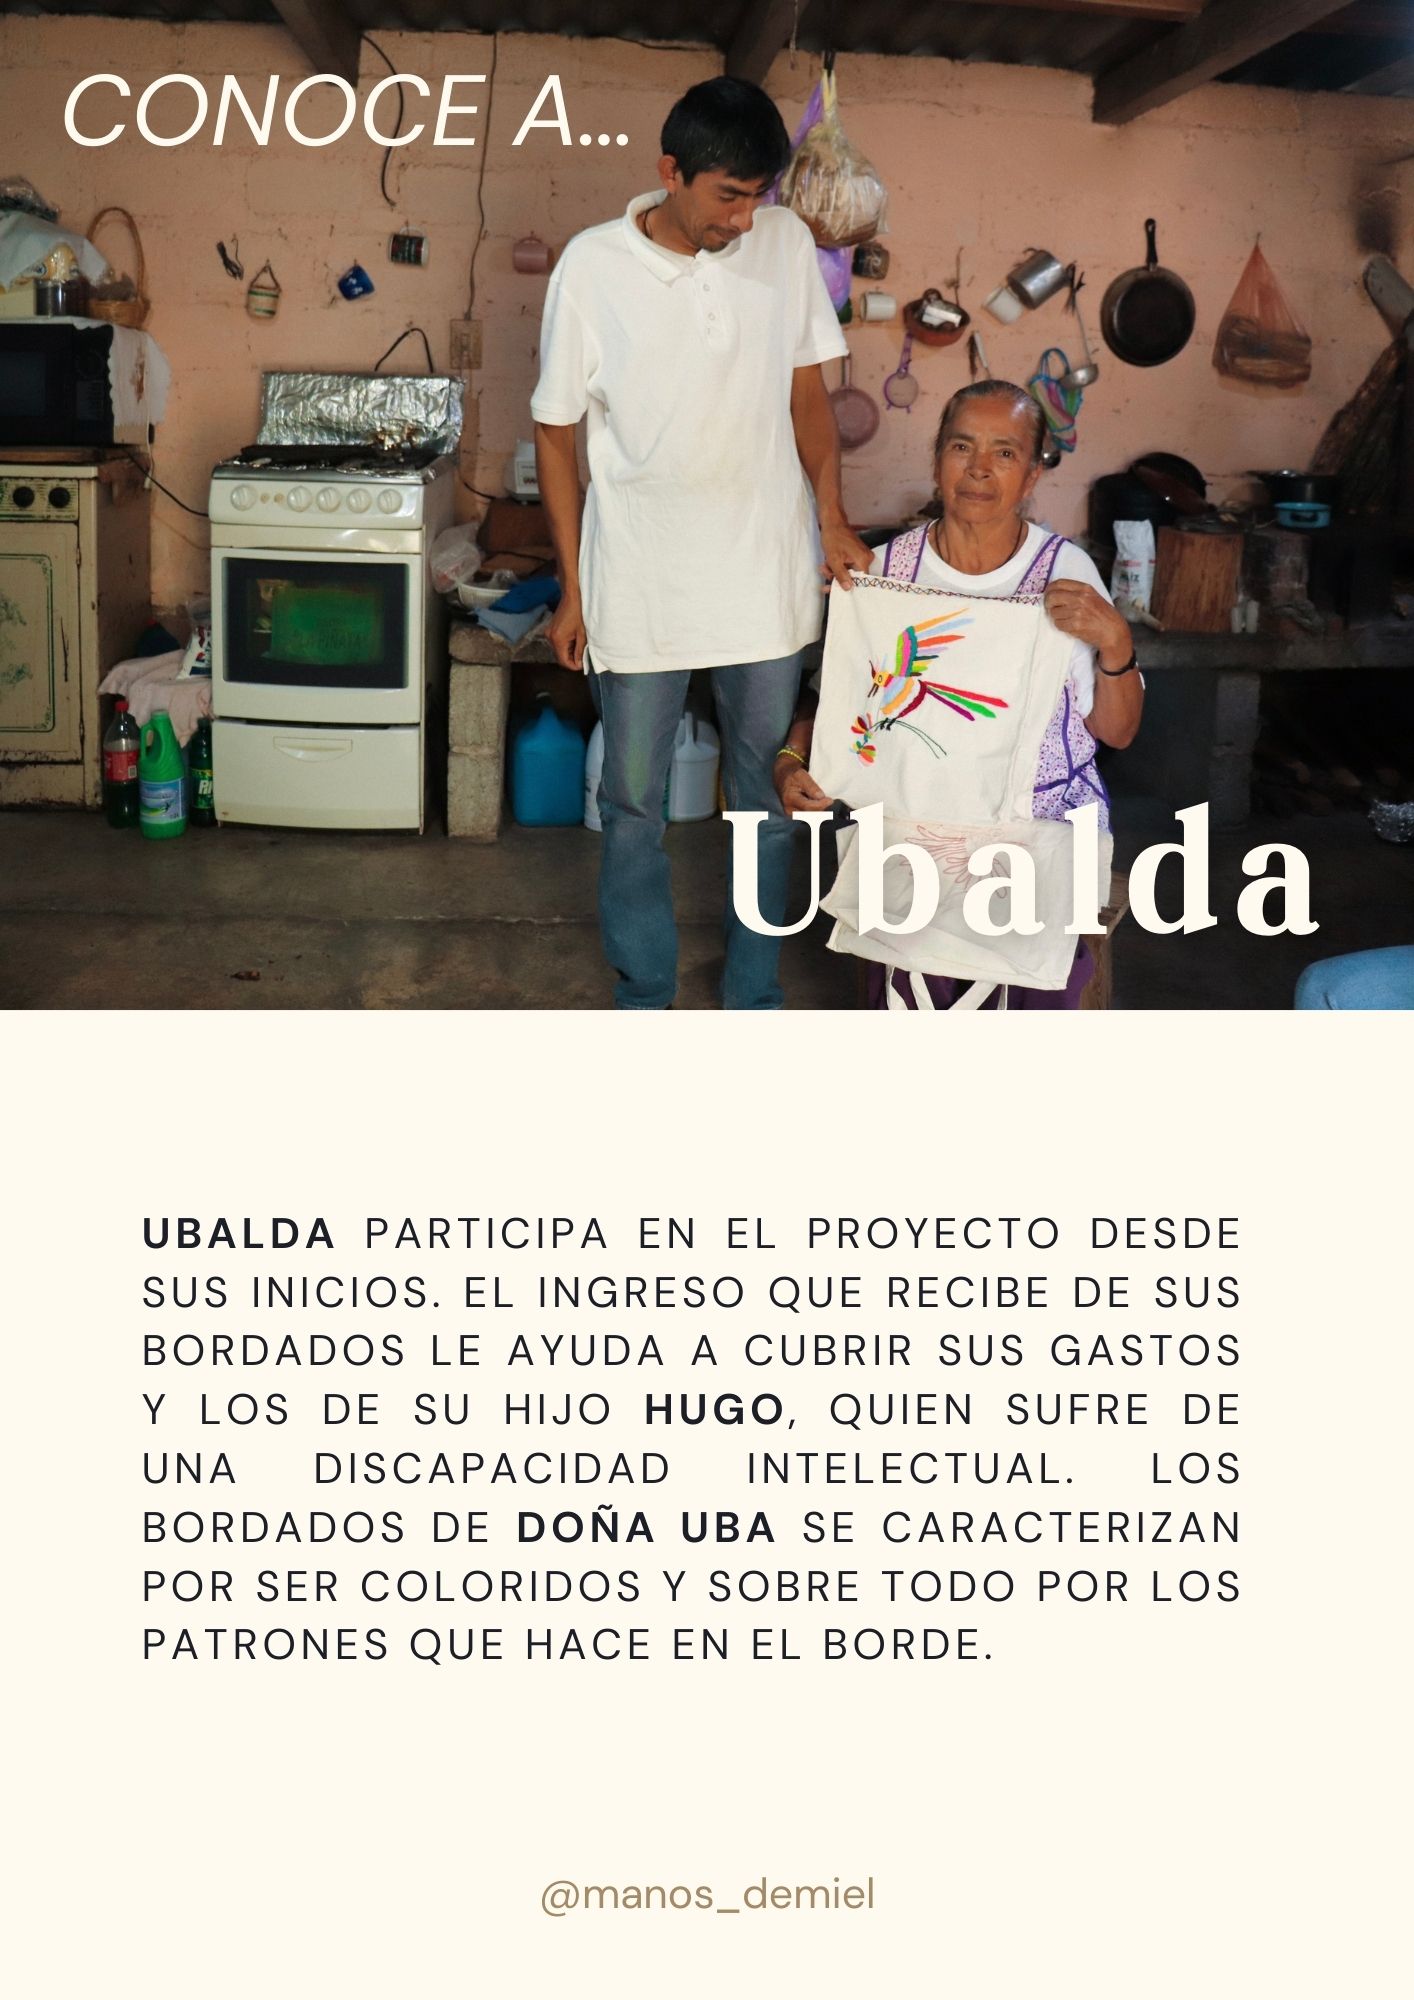 CONOCE A...
Ubalda
UBALDA PARTICIPA EN EL PROYECTO DESDE
SUS INICIOS. EL INGRESO QUE RECIBE DE SUS
BORDADOS LE AYUDA A CUBRIR SUS GASTOS
Y LOS DE SU HIJO HUGO, QUIEN SUFRE DE
UNA DISCAPACIDAD INTELECTUAL. LOS
BORDADOS DE DOÑA UBA SE CARACTERIZAN
POR SER COLORIDOS Y SOBRE TODO POR LOS
PATRONES QUE HACE EN EL BORDE.
@manos_demiel